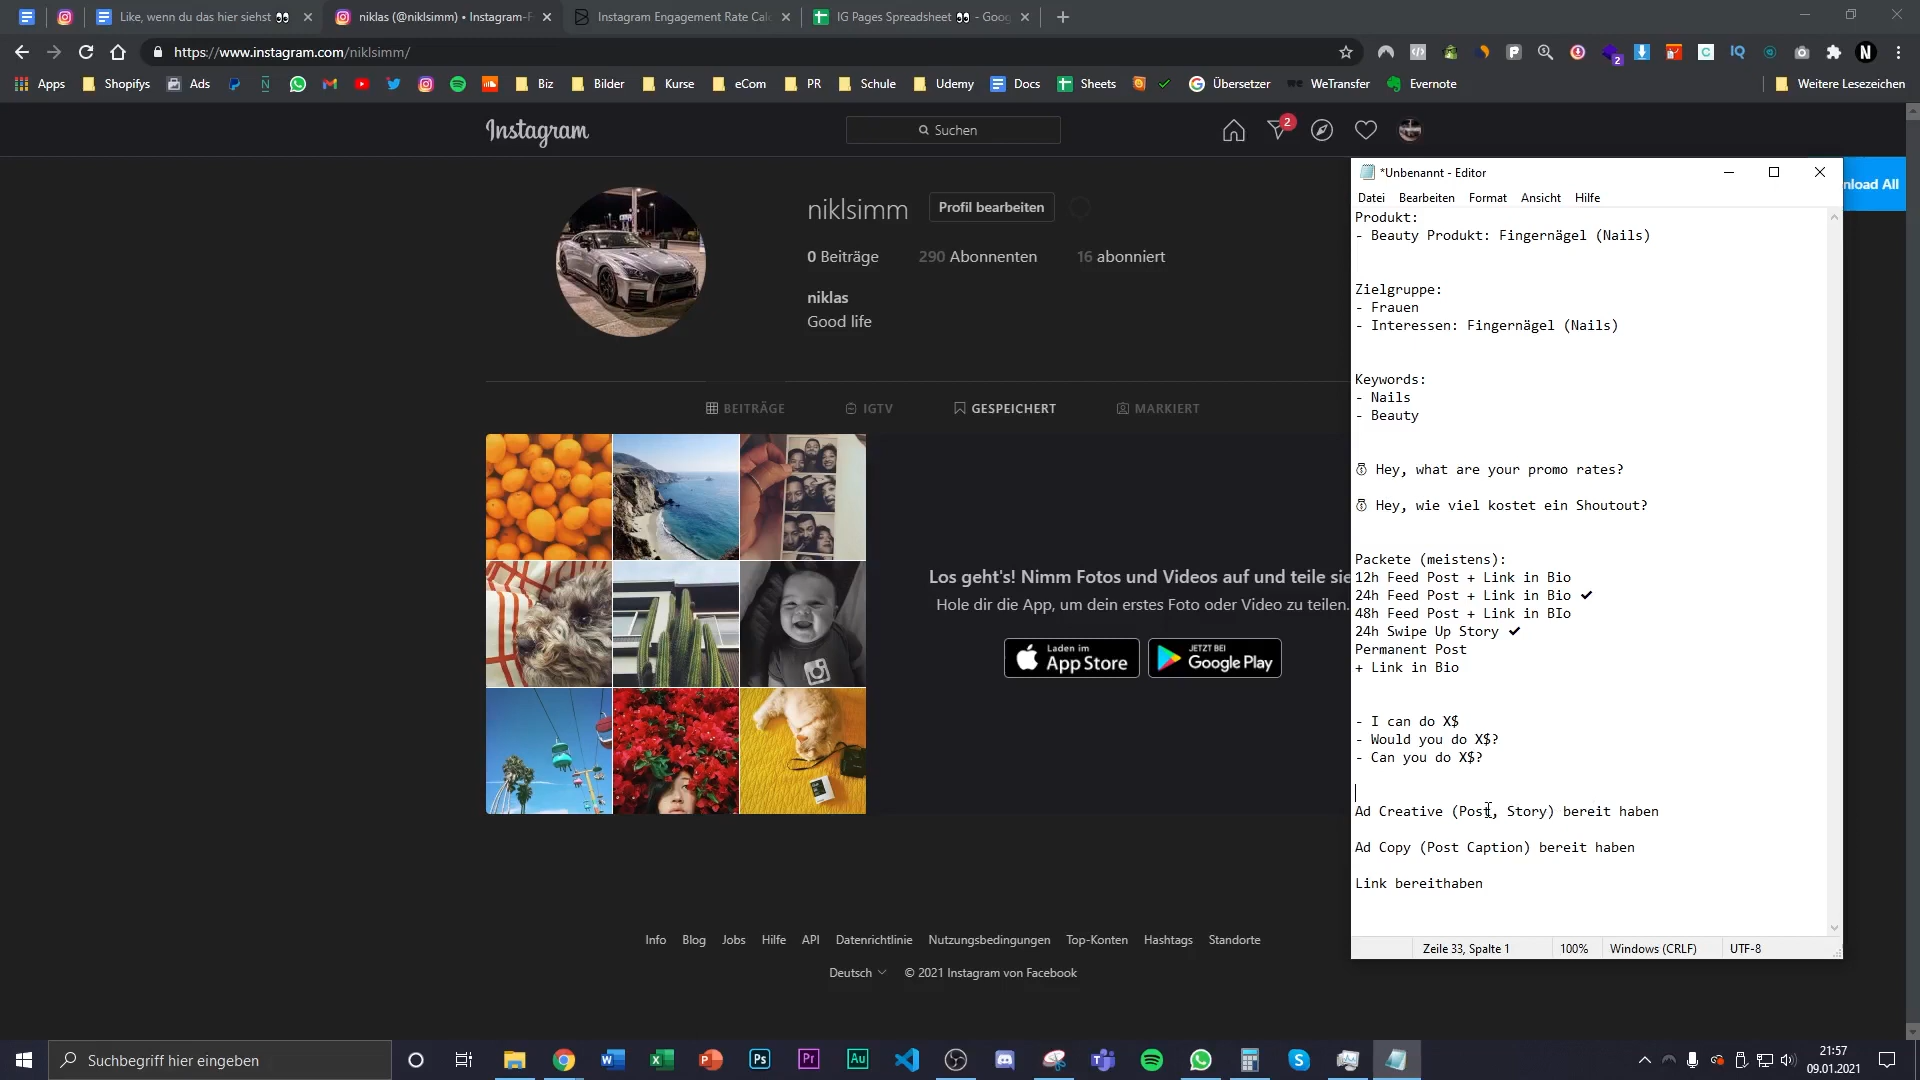 Like, wenn du das hier siehst 👀
niklas (@niklsimm) • Instagram-F
Instagram Engagement Rate Calc
IG Pages Spreadsheet 👀 - Goog
https://www.instagram.com/niklsimm/
Apps
Shopifys
Ads
Biz
Bilder
Kurse
eCom
PR
Schule
Udemy
Docs
Sheets
Übersetzer
WeTransfer
Evernote
Weitere Lesezeichen
Instagram
Suchen
2
nload All
niklsimm
Profil bearbeiten
0 Beiträge
290 Abonnenten
16 abonniert
niklas
Good life
BEITRÄGE
IGTV
GESPEICHERT
MARKIERT
Los geht's! Nimm Fotos und Videos auf und teile sie
Hole dir die App, um dein erstes Foto oder Video zu teilen.
Laden im
App Store
JETZT BEI
Google Play
Info
Blog
Jobs
Hilfe
API
Datenrichtlinie
Nutzungsbedingungen
Top-Konten
Hashtags
Standorte
Deutsch
© 2021 Instagram von Facebook
*Unbenannt - Editor
Datei
Bearbeiten
Format
Ansicht
Hilfe
Produkt:
- Beauty Produkt: Fingernägel (Nails)
Zielgruppe:
- Frauen
- Interessen: Fingernägel (Nails)
Keywords:
- Nails
- Beauty
💰 Hey, what are your promo rates?
💰 Hey, wie viel kostet ein Shoutout?
Packete (meistens):
12h Feed Post + Link in Bio
24h Feed Post + Link in Bio ✔
48h Feed Post + Link in BIo
24h Swipe Up Story ✔
Permanent Post
+ Link in Bio
- I can do X$
- Would you do X$?
- Can you do X$?
Ad Creative (Post, Story) bereit haben
Ad Copy (Post Caption) bereit haben
Link bereithaben
Zeile 33, Spalte 1
100%
Windows (CRLF)
UTF-8
Suchbegriff hier eingeben
21:57
09.01.2021